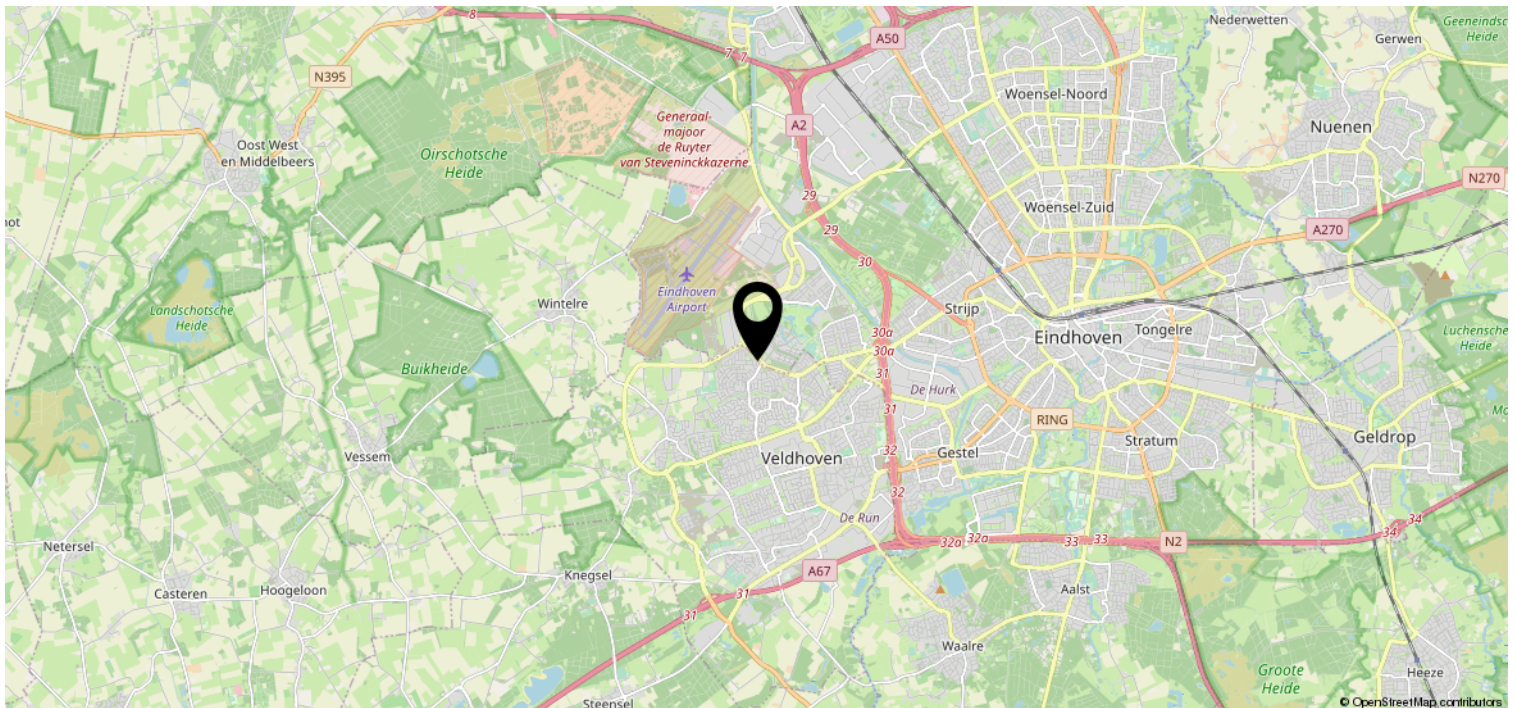 8
Nederwetten
Geeneindsc
Heide
A50
Gerwen
7
7
N395
Woensel-Noord
Generaal-
majoor
de Ruyter
van Steveninckkazerne
A2
Nuenen
Oost West
en Middelbeers
Oirschotsche
Heide
N270
29
Woensel-Zuid
not
29
A270
30
Eindhoven
Airport
Landschotsche
Heide
Wintelre
Strijp
30a
Eindhoven
Tongelre
Luchensche
Heide
30a
Buikheide
31
De Hurk
31
Mo
RING
Geldrop
Stratum
32
Gestel
Veldhoven
Vessem
32
De Run
34
34
Netersel
32a
32a
33
33
N2
A67
Knegsel
Casteren
Hoogeloon
31
Aalst
31
Waalre
Groote
Heide
Heeze
Steensel
© OpenStreetMap contributors